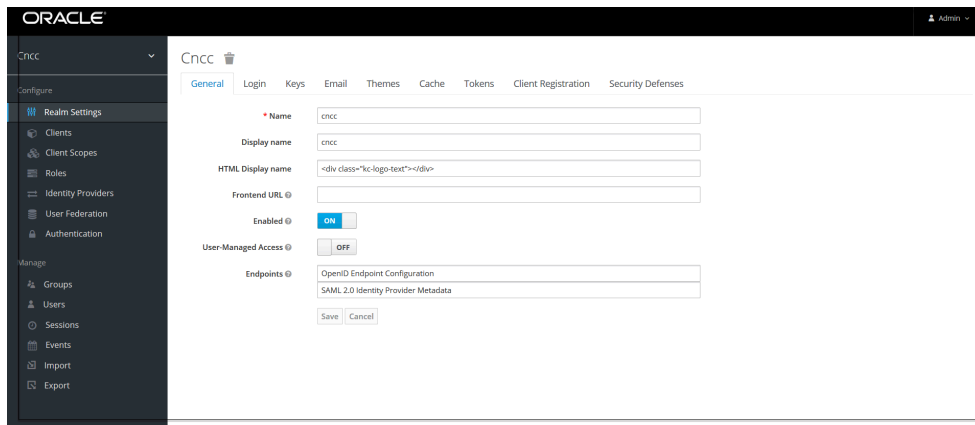 ORACLE
Admin
Cncc
Configure
Realm Settings
Clients
Client Scopes
Roles
Identity Providers
User Federation
Authentication
Manage
Groups
Users
Sessions
Events
Import
Export
Cncc
General Login Keys Email Themes Cache Tokens Client Registration Security Defenses
* Name cncc
Display name cncc
HTML Display name <div class="kc-logo-text"></div>
Frontend URL
Enabled ON
User-Managed Access OFF
Endpoints OpenID Endpoint Configuration
SAML 2.0 Identity Provider Metadata
Save Cancel